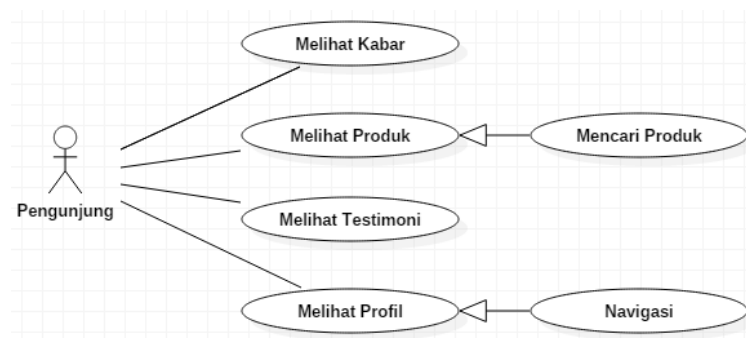 Melihat Kabar
Melihat Produk
Mencari Produk
Pengunjung
Melihat Testimoni
Melihat Profil
Navigasi